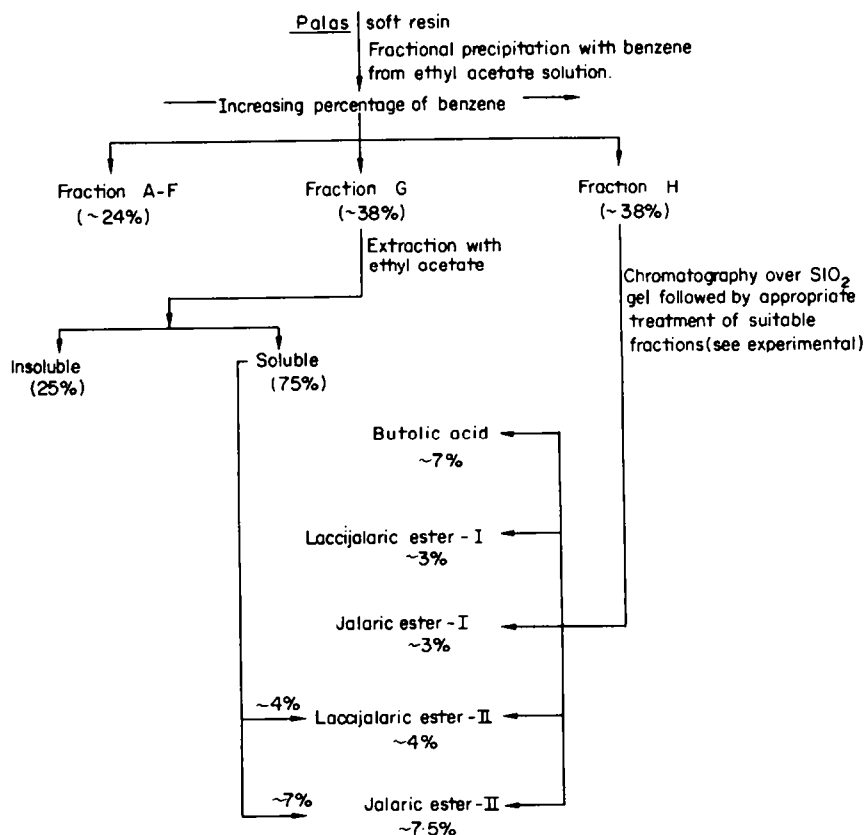 Palas soft resin
Fractional precipitation with benzene
from ethyl acetate solution.
Increasing percentage of benzene
Fraction A-F
(~24%)
Fraction G
(~38%)
Fraction H
(~38%)
Extraction with
ethyl acetate
Chromatography over SIO₂
gel followed by appropriate
treatment of suitable
fractions (see experimental)
Insoluble
(25%)
Soluble
(75%)
Butolic acid
~7%
Laccijalaric ester-I
~3%
Jalaric ester-I
~3%
~4%
Laccijalaric ester-II
~4%
~7%
Jalaric ester-II
~7·5%